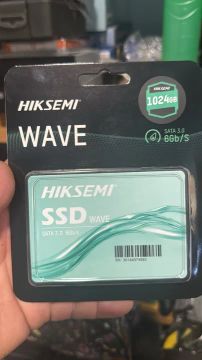 HIKSEMI
1024GB
WAVE
SATA 3.0
6Gb/S
HIKSEMI
SSD WAVE
SATA 3.0 6Gb/s